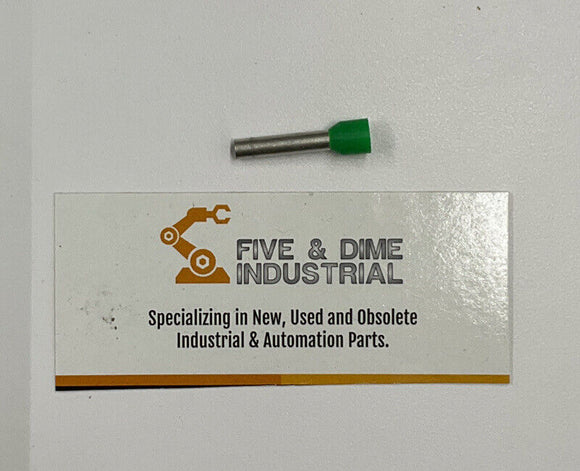 FIVE & DIME
INDUSTRIAL
Specializing in New, Used and Obsolete
Industrial & Automation Parts.